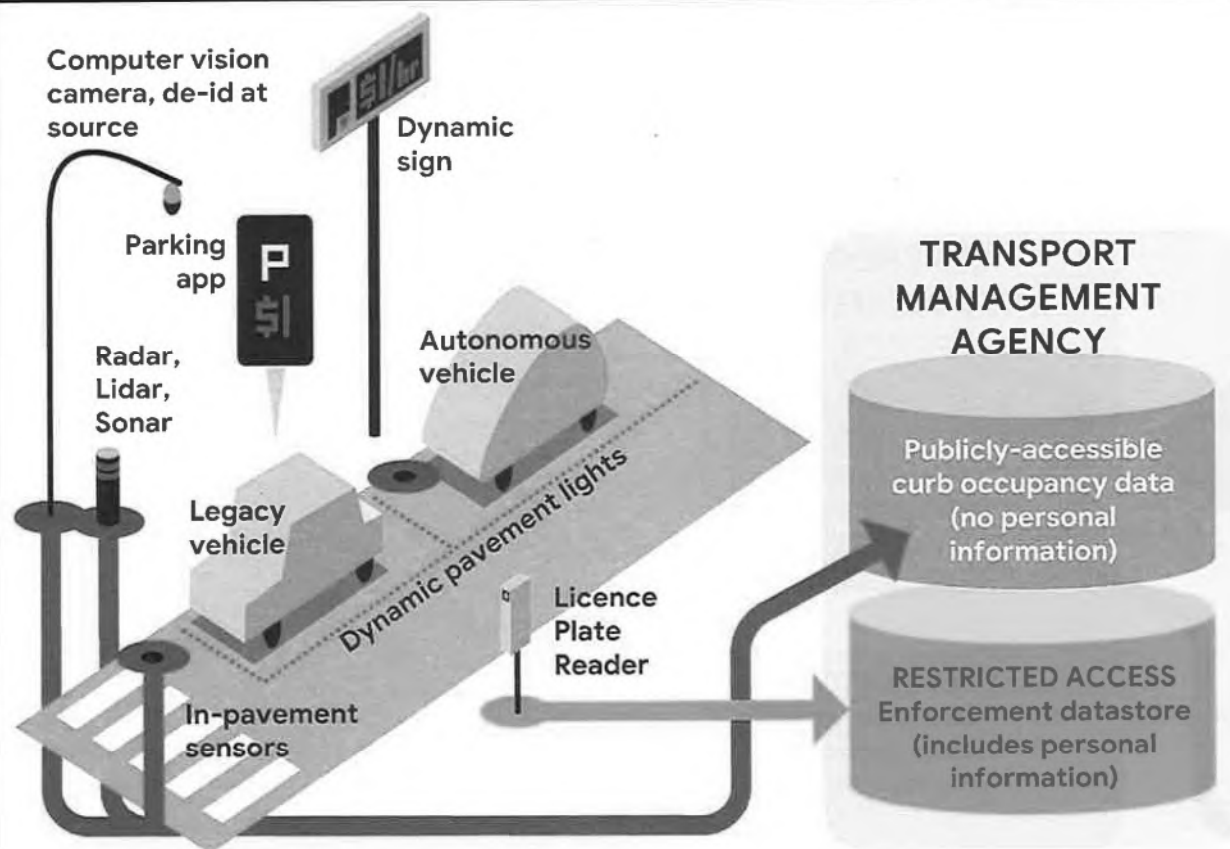 Computer vision
camera, de-id at
source
P $1/hr
Dynamic
sign
Parking
app
P
$1
Radar,
Lidar,
Sonar
Autonomous
vehicle
Legacy
vehicle
Dynamic pavement lights
Licence
Plate
Reader
In-pavement
sensors
TRANSPORT
MANAGEMENT
AGENCY
Publicly-accessible
curb occupancy data
(no personal
information)
RESTRICTED ACCESS
Enforcement datastore
(includes personal
information)